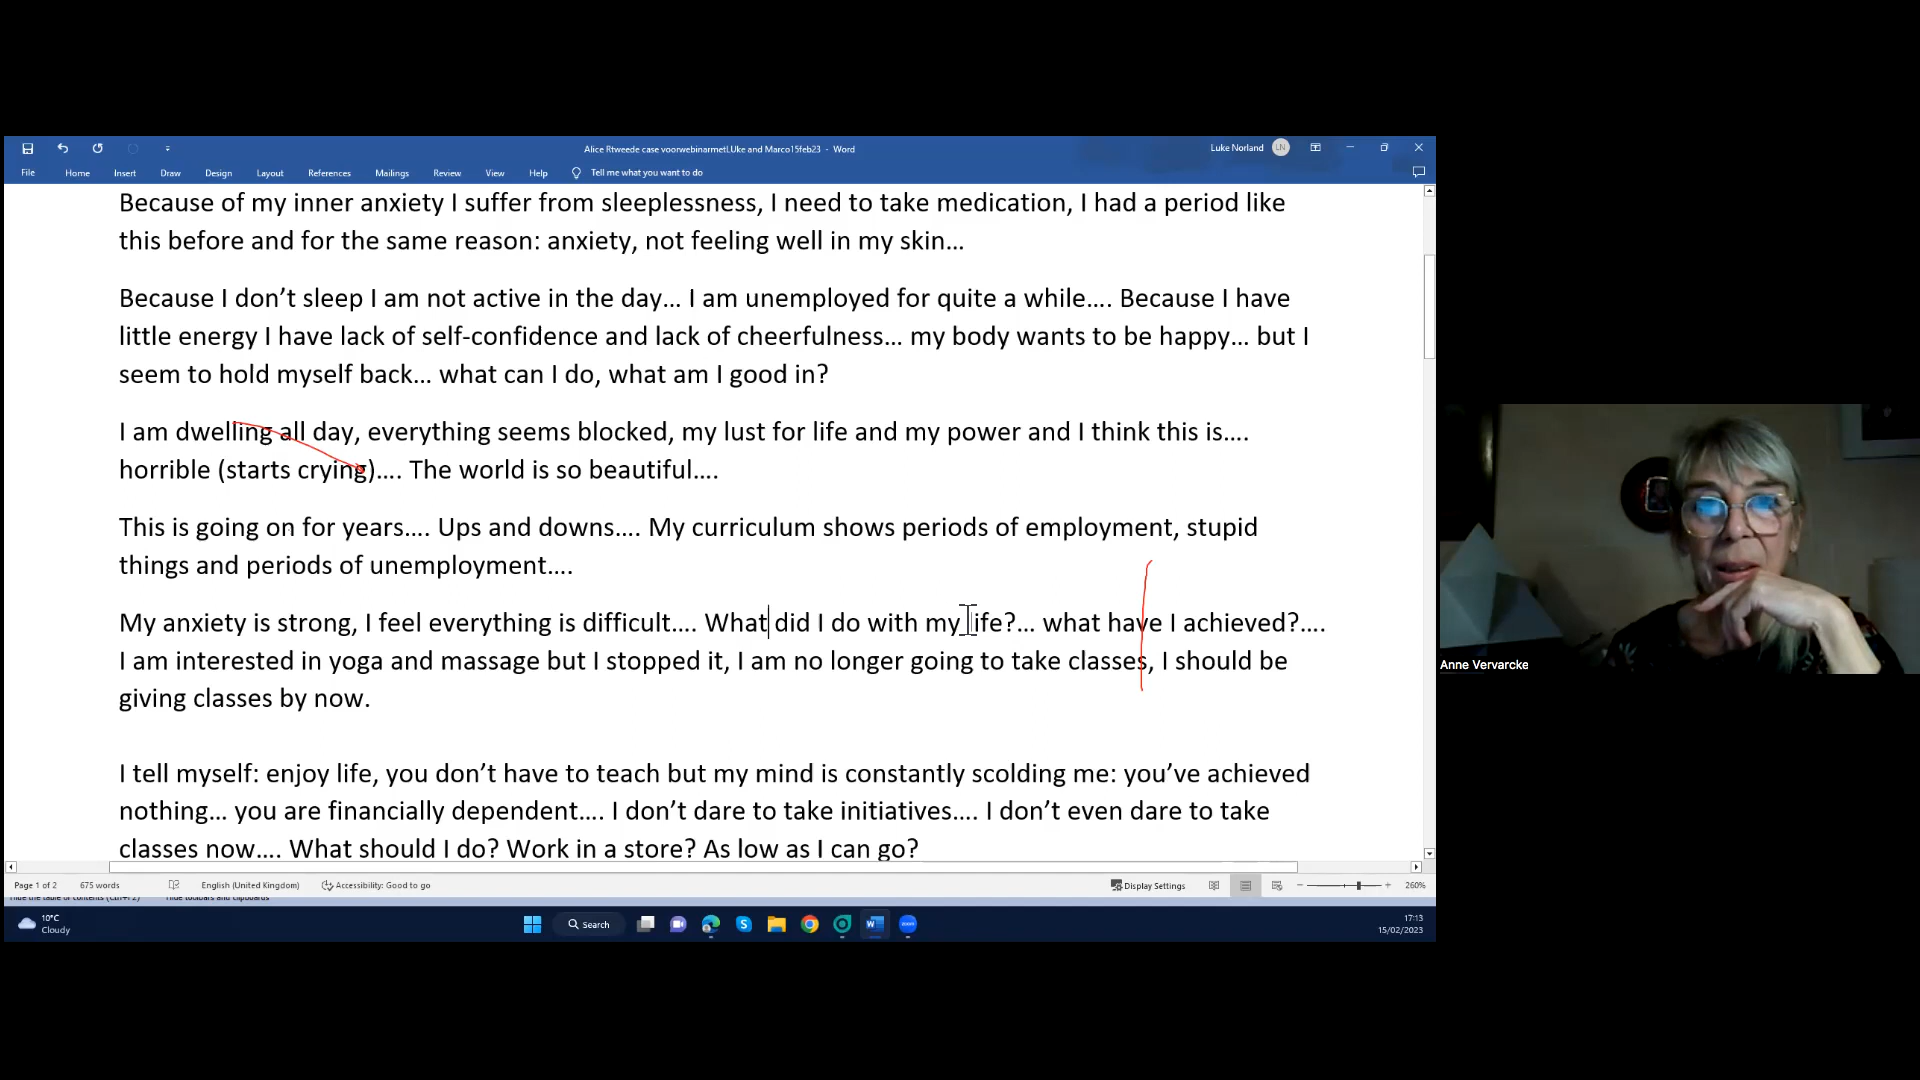 Alice Rtweede case voorwebinarmetLUke and Marco15feb23 - Word
Luke Norland LN
File Home Insert Draw Design Layout References Mailings Review View Help Tell me what you want to do
Because of my inner anxiety I suffer from sleeplessness, I need to take medication, I had a period like
this before and for the same reason: anxiety, not feeling well in my skin…
Because I don’t sleep I am not active in the day… I am unemployed for quite a while…. Because I have
little energy I have lack of self-confidence and lack of cheerfulness… my body wants to be happy… but I
seem to hold myself back… what can I do, what am I good in?
I am dwelling all day, everything seems blocked, my lust for life and my power and I think this is….
horrible (starts crying)…. The world is so beautiful….
This is going on for years…. Ups and downs…. My curriculum shows periods of employment, stupid
things and periods of unemployment….
My anxiety is strong, I feel everything is difficult…. What did I do with my life?… what have I achieved?….
I am interested in yoga and massage but I stopped it, I am no longer going to take classes, I should be
giving classes by now.
I tell myself: enjoy life, you don’t have to teach but my mind is constantly scolding me: you’ve achieved
nothing… you are financially dependent…. I don’t dare to take initiatives…. I don’t even dare to take
classes now…. What should I do? Work in a store? As low as I can go?
Anne Vervarcke
Page 1 of 2 675 words English (United Kingdom) Accessibility: Good to go Display Settings 260%
10°C
Cloudy
Search
17:13
15/02/2023